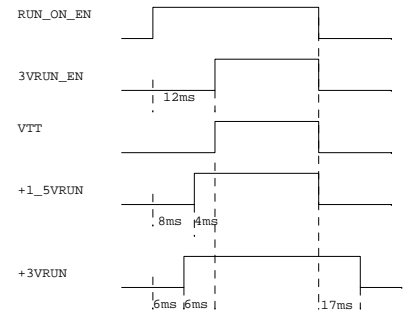 RUN_ON_EN
3VRUN_EN
12ms
VTT
+1_5VRUN
8ms 4ms
+3VRUN
6ms 6ms 17ms